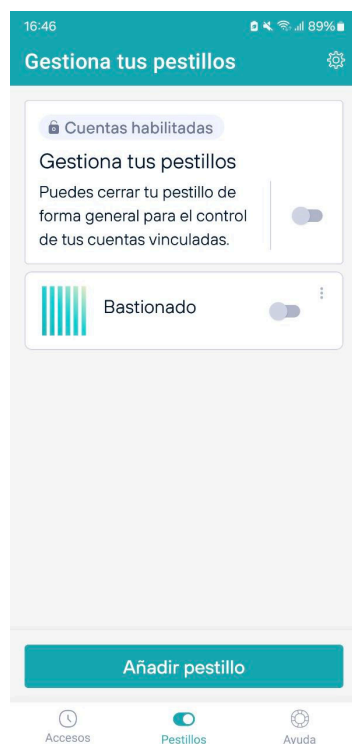 16:46
89%
Gestiona tus pestillos
Cuentas habilitadas
Gestiona tus pestillos
Puedes cerrar tu pestillo de
forma general para el control
de tus cuentas vinculadas.
Bastionado
Añadir pestillo
Accesos
Pestillos
Ayuda